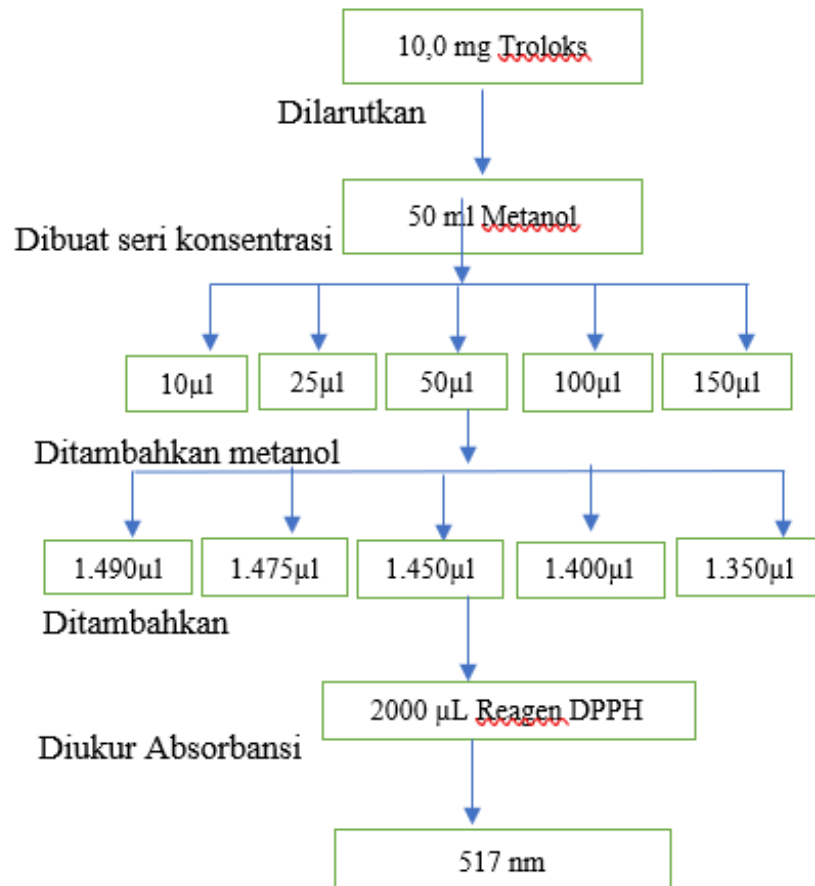 10,0 mg Troloks
Dilarutkan
50 ml Metanol
Dibuat seri konsentrasi
10µl 25µl 50µl 100µl 150µl
Ditambahkan metanol
1.490µl 1.475µl 1.450µl 1.400µl 1.350µl
Ditambahkan
2000 µL Reagen DPPH
Diukur Absorbansi
517 nm